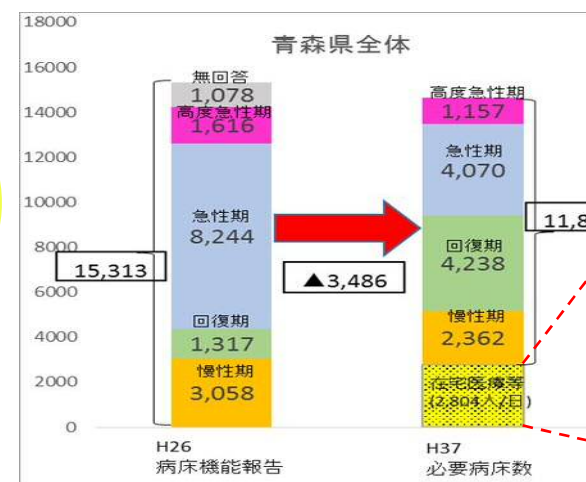 青森県全体
18000
16000
14000
12000
10000
8000
6000
4000
2000
0
無回答
1,078
高度急性期
1,616
急性期
8,244
回復期
1,317
慢性期
3,058
15,313
▲3,486
高度急性期
1,157
急性期
4,070
回復期
4,238
慢性期
2,362
在宅医療等
(2,804人/日)
11,8
H26
病床機能報告
H37
必要病床数